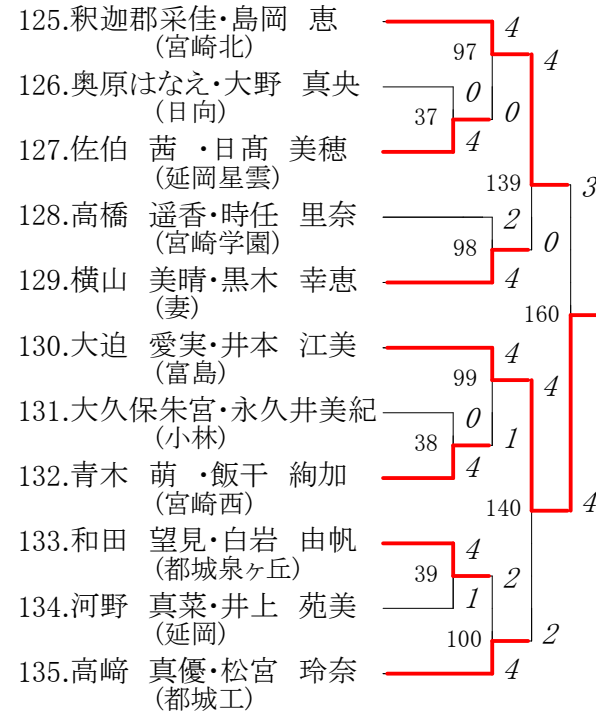 125.釈迦郡采佳・島岡 恵
(宮崎北)
126.奥原はなえ・大野 真央
(日向)
127.佐伯 茜 ・日髙 美穂
(延岡星雲)
128.高橋 遥香・時任 里奈
(宮崎学園)
129.横山 美晴・黒木 幸恵
(妻)
130.大迫 愛実・井本 江美
(富島)
131.大久保朱宮・永久井美紀
(小林)
132.青木 萌 ・飯干 絢加
(宮崎西)
133.和田 望見・白岩 由帆
(都城泉ヶ丘)
134.河野 真菜・井上 苑美
(延岡)
135.高﨑 真優・松宮 玲奈
(都城工)
4
97
4
0
37
0
4
139
3
2
98
0
4
160
4
99
4
0
38
1
4
140
4
4
39
2
1
100
2
4